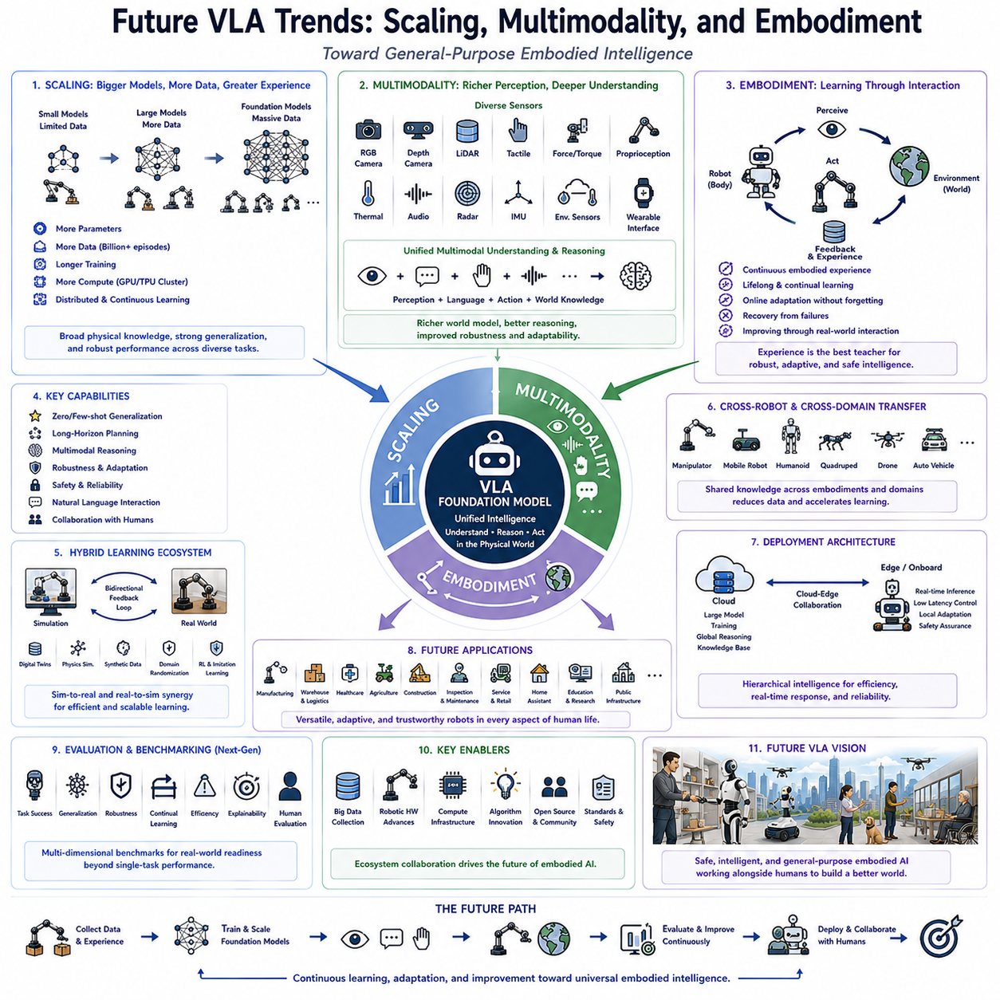 Future VLA Trends: Scaling, Multimodality, and Embodiment
Toward General-Purpose Embodied Intelligence
1. SCALING: Bigger Models, More Data, Greater Experience
Small Models
Limited Data
Large Models
More Data
Foundation Models
Massive Data
...
More Parameters
More Data (Billion+ episodes)
Longer Training
More Compute (GPU/TPU Cluster)
Distributed & Continuous Learning
Broad physical knowledge, strong generalization,
and robust performance across diverse tasks.
2. MULTIMODALITY: Richer Perception, Deeper Understanding
Diverse Sensors
RGB
Camera
Depth
Camera
LiDAR
Tactile
Force/Torque
Proprioception
Thermal
Audio
Radar
IMU
Env. Sensors
Wearable
Interface
Unified Multimodal Understanding & Reasoning
+ + + ...
Perception + Language + Action + World Knowledge
Richer world model, better reasoning,
improved robustness and adaptability.
3. EMBODIMENT: Learning Through Interaction
Perceive
Robot
(Body)
Act
Environment
(World)
Feedback
& Experience
Continuous embodied experience
Lifelong & continual learning
Online adaptation without forgetting
Recovery from failures
Improving through real-world interaction
Experience is the best teacher for
robust, adaptive, and safe intelligence.
SCALING
MULTIMODALITY
...
EMBODIMENT
VLA
FOUNDATION MODEL
Unified Intelligence
Understand • Reason • Act
in the Physical World
4. KEY CAPABILITIES
Zero/Few-shot Generalization
Long-Horizon Planning
Multimodal Reasoning
Robustness & Adaptation
Safety & Reliability
Natural Language Interaction
Collaboration with Humans
5. HYBRID LEARNING ECOSYSTEM
Bidirectional
Feedback
Loop
Simulation
Real World
Digital Twins
Physics Sim.
Synthetic Data
Domain
Randomization
RL & Imitation
Learning
Sim-to-real and real-to-sim synergy
for efficient and scalable learning.
6. CROSS-ROBOT & CROSS-DOMAIN TRANSFER
...
Manipulator
Mobile Robot
Humanoid
Quadruped
Drone
Auto Vehicle
Shared knowledge across embodiments and domains
reduces data and accelerates learning.
7. DEPLOYMENT ARCHITECTURE
Cloud
Large Model
Training
Global Reasoning
Knowledge Base
Cloud-Edge
Collaboration
Edge / Onboard
Real-time Inference
Low Latency Control
Local Adaptation
Safety Assurance
Hierarchical intelligence for efficiency,
real-time response, and reliability.
8. FUTURE APPLICATIONS
Manufacturing
Warehouse
& Logistics
Healthcare
Agriculture
Construction
Inspection
& Maintenance
Service
& Retail
Home
Assistant
Education
& Research
Public
Infrastructure
...
Versatile, adaptive, and trustworthy robots in every aspect of human life.
9. EVALUATION & BENCHMARKING (Next-Gen)
Task Success
Generalization
Robustness
Continual
Learning
Efficiency
Explainability
Human
Evaluation
Multi-dimensional benchmarks for real-world readiness
beyond single-task performance.
10. KEY ENABLERS
Big Data
Collection
Robotic HW
Advances
Compute
Infrastructure
Algorithm
Innovation
Open Source
& Community
Standards &
Safety
Ecosystem collaboration drives the future of embodied AI.
11. FUTURE VLA VISION
Safe, intelligent, and general-purpose embodied AI
working alongside humans to build a better world.
THE FUTURE PATH
Collect Data
& Experience
Train & Scale
Foundation Models
Evaluate & Improve
Continuously
Deploy & Collaborate
with Humans
Continuous learning, adaptation, and improvement toward universal embodied intelligence.